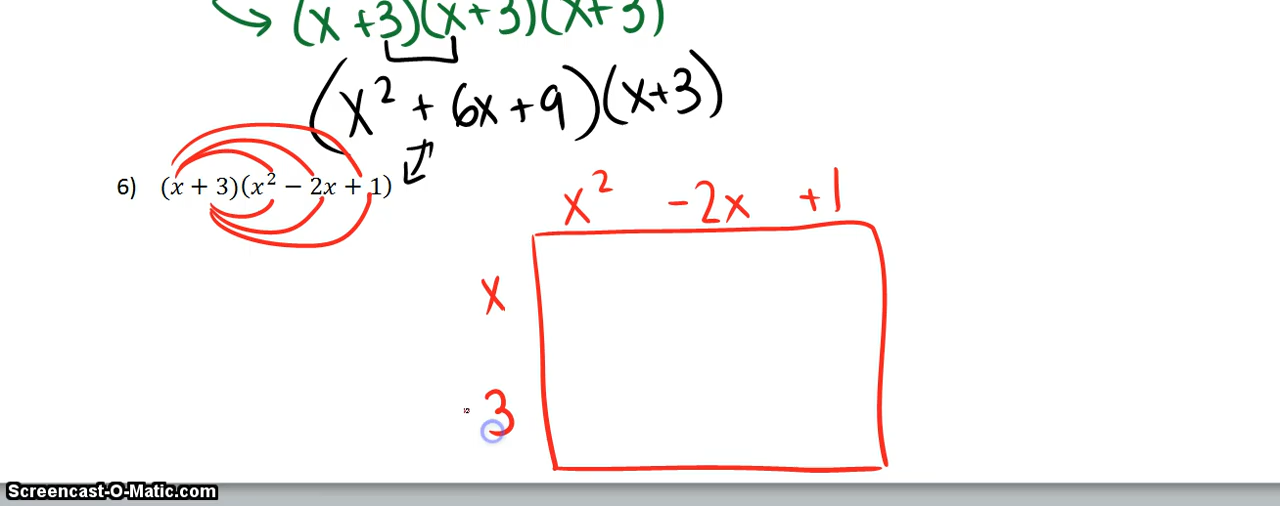 (x+3)(x+3)(x+3)
(x² + 6x + 9)(x+3)
6) (x + 3)(x² − 2x + 1)
x² -2x +1
x
3
Screencast-O-Matic.com